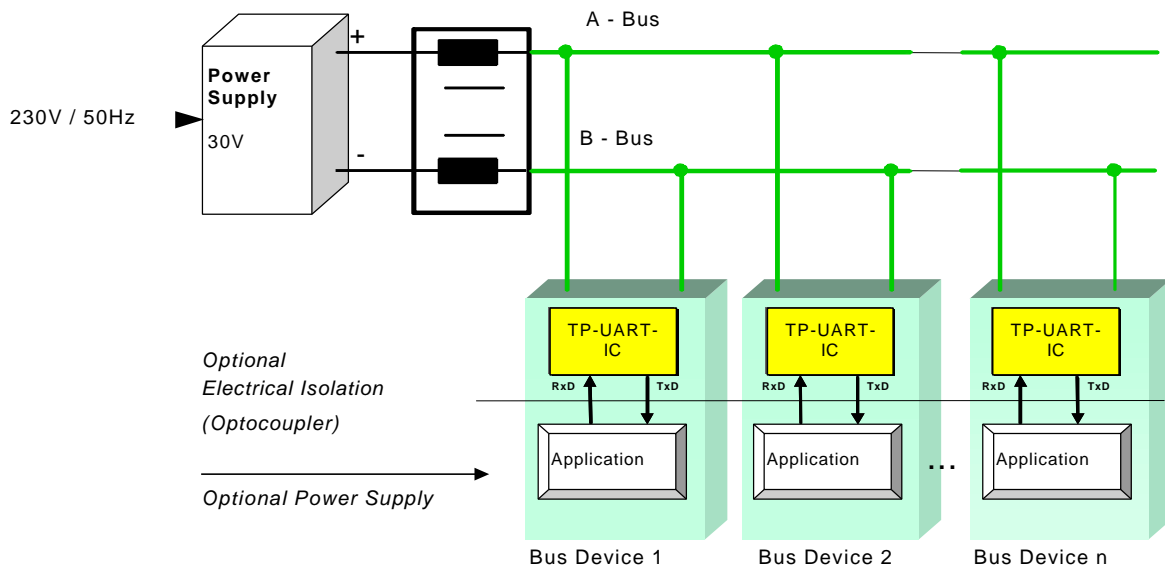 A - Bus
+
Power
Supply
30V
230V / 50Hz
-
B - Bus
TP-UART-
IC
RxD
TxD
Application
TP-UART-
IC
RxD
TxD
Application
...
TP-UART-
IC
RxD
TxD
Application
Optional
Electrical Isolation
(Optocoupler)
Optional Power Supply
Bus Device 1
Bus Device 2
Bus Device n